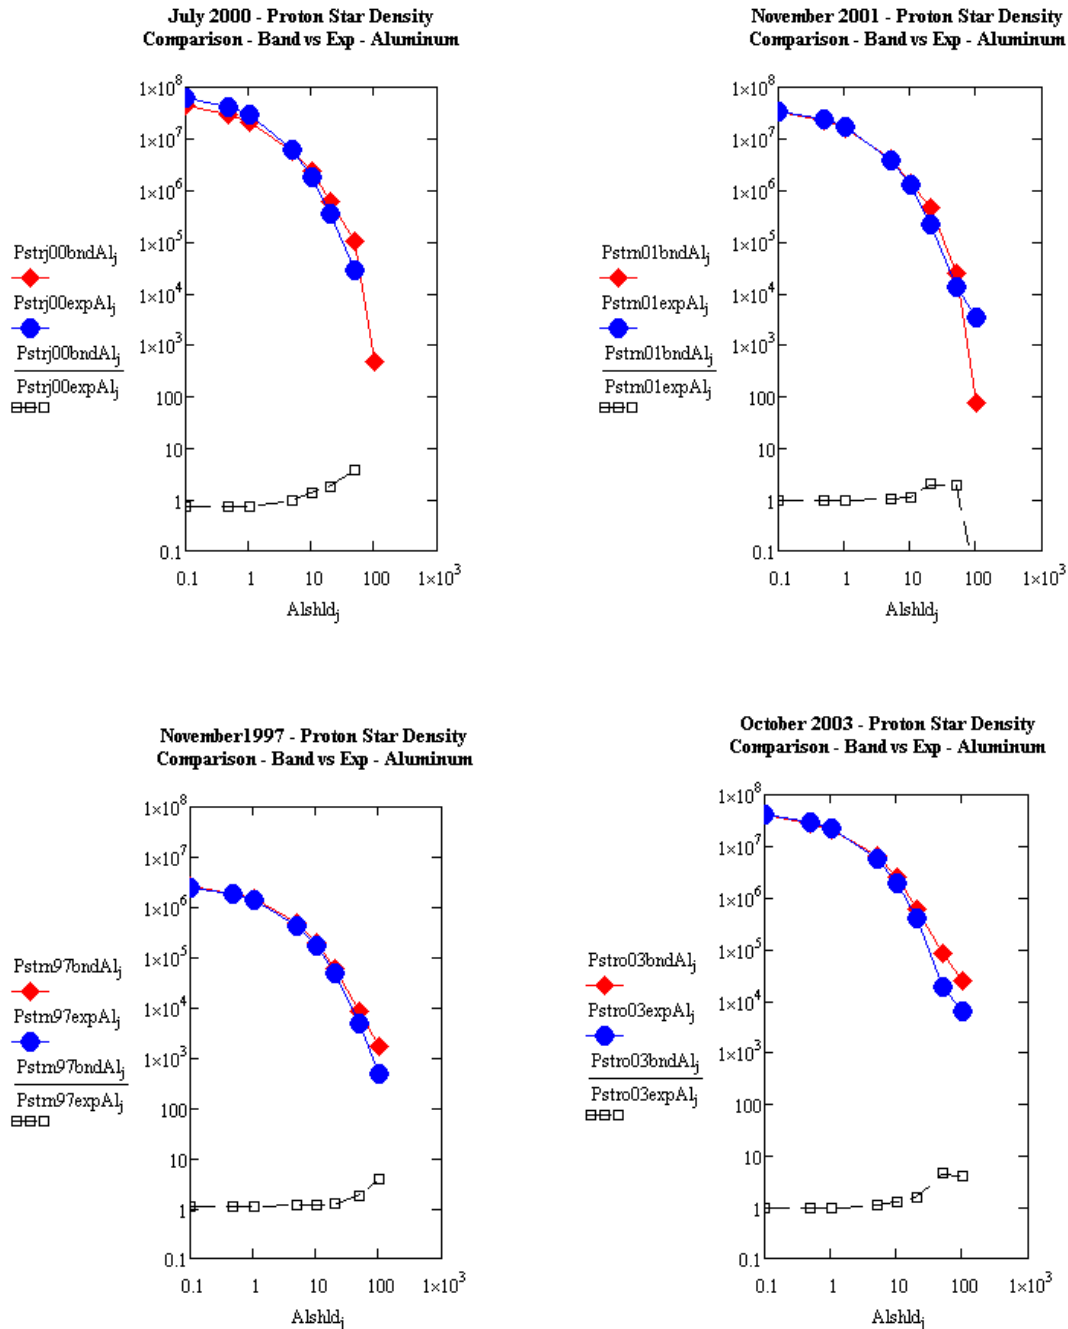 July 2000 - Proton Star Density
Comparison - Band vs Exp - Aluminum
1×10^8
1×10^7
1×10^6
1×10^5
1×10^4
1×10^3
100
10
1
0.1
Pstrj00bndAl_j
Pstrj00expAl_j
Pstrj00bndAl_j
Pstrj00expAl_j
0.1 1 10 100 1×10^3
Alshld_j
November 2001 - Proton Star Density
Comparison - Band vs Exp - Aluminum
1×10^8
1×10^7
1×10^6
1×10^5
1×10^4
1×10^3
100
10
1
0.1
Pstrn01bndAl_j
Pstrn01expAl_j
Pstrn01bndAl_j
Pstrn01expAl_j
0.1 1 10 100 1×10^3
Alshld_j
November1997 - Proton Star Density
Comparison - Band vs Exp - Aluminum
1×10^8
1×10^7
1×10^6
1×10^5
1×10^4
1×10^3
100
10
1
0.1
Pstrn97bndAl_j
Pstrn97expAl_j
Pstrn97bndAl_j
Pstrn97expAl_j
0.1 1 10 100 1×10^3
Alshld_j
October 2003 - Proton Star Density
Comparison - Band vs Exp - Aluminum
1×10^8
1×10^7
1×10^6
1×10^5
1×10^4
1×10^3
100
10
1
0.1
Pstro03bndAl_j
Pstro03expAl_j
Pstro03bndAl_j
Pstro03expAl_j
0.1 1 10 100 1×10^3
Alshld_j